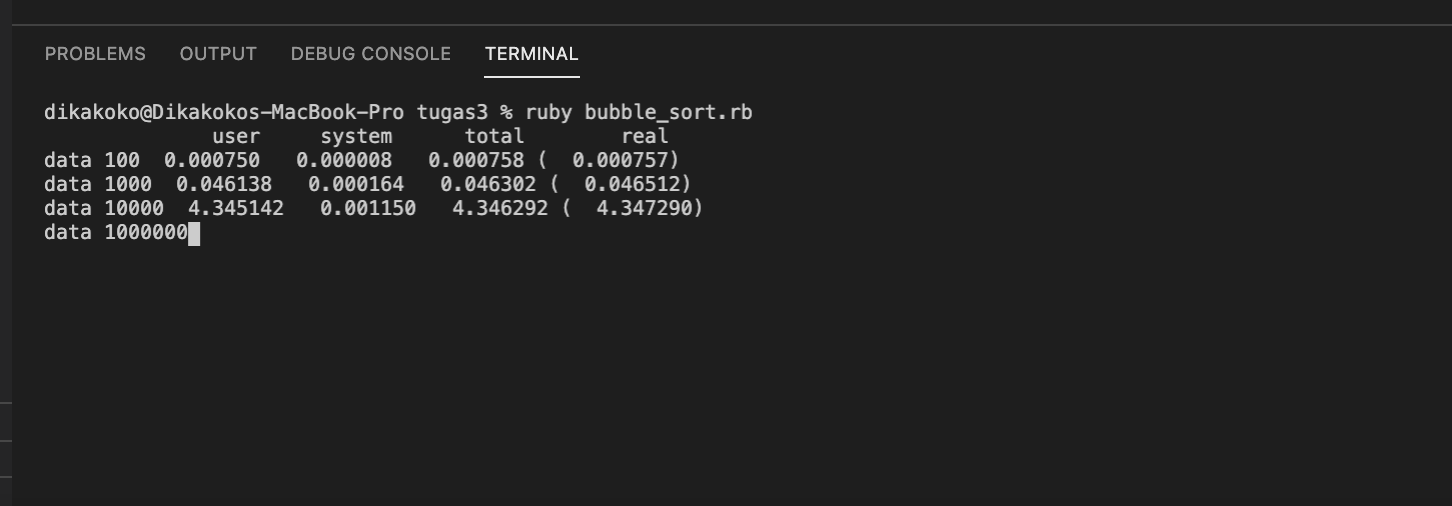 PROBLEMS OUTPUT DEBUG CONSOLE TERMINAL
dikakoko@Dikakokos-MacBook-Pro tugas3 % ruby bubble_sort.rb
user system total real
data 100 0.000750 0.000008 0.000758 ( 0.000757)
data 1000 0.046138 0.000164 0.046302 ( 0.046512)
data 10000 4.345142 0.001150 4.346292 ( 4.347290)
data 1000000